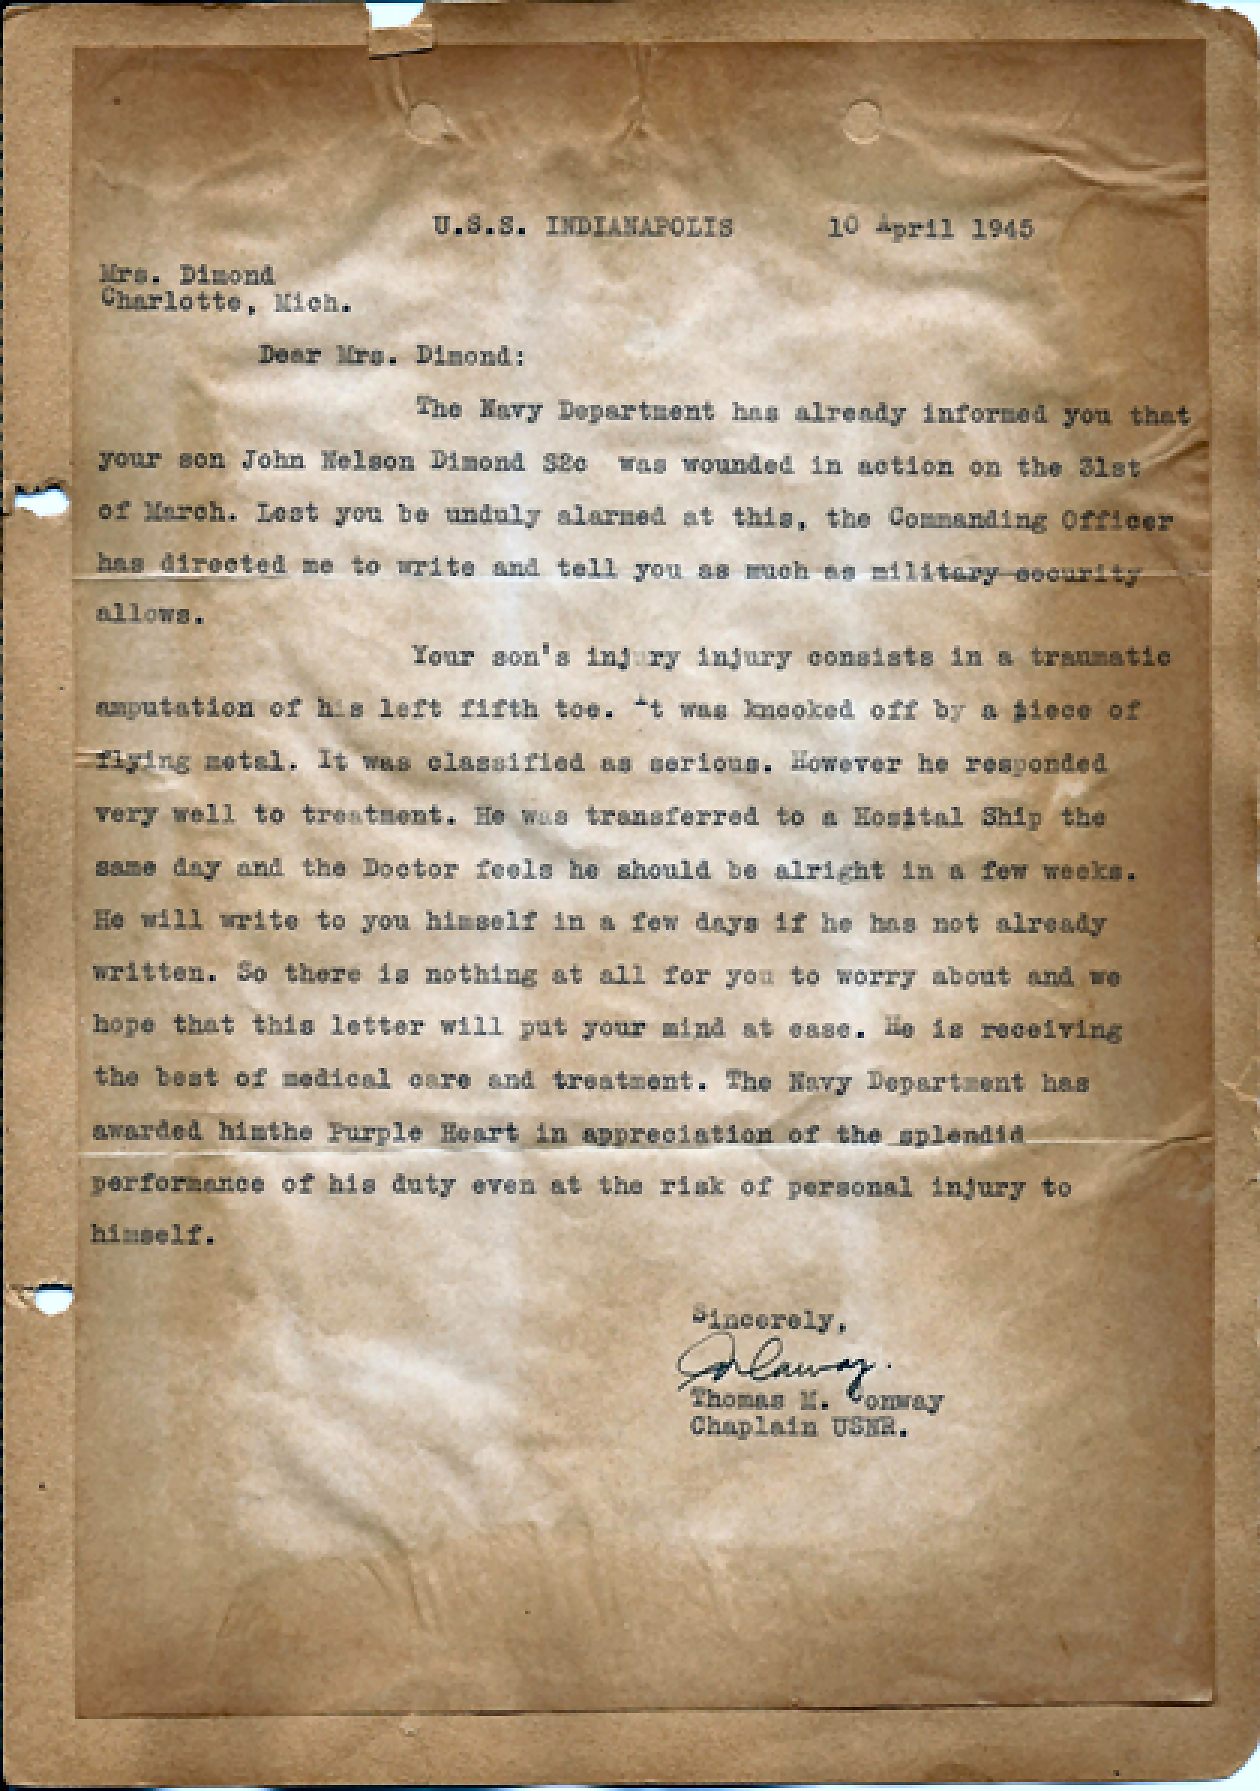 U.S.S. INDIANAPOLIS 10 April 1945
Mrs. Dimond
Charlotte, Mich.
Dear Mrs. Dimond:
The Navy Department has already informed you that
your son John Nelson Dimond S2c was wounded in action on the 31st
of March. Lest you be unduly alarmed at this, the Commanding Officer
has directed me to write and tell you as much as military security
allows.
Your son's injury injury consists in a traumatic
amputation of his left fifth toe. It was knocked off by a piece of
flying metal. It was classified as serious. However he responded
very well to treatment. He was transferred to a Hosital Ship the
same day and the Doctor feels he should be alright in a few weeks.
He will write to you himself in a few days if he has not already
written. So there is nothing at all for you to worry about and we
hope that this letter will put your mind at ease. He is receiving
the best of medical care and treatment. The Navy Department has
awarded himthe Purple Heart in appreciation of the splendid
performance of his duty even at the risk of personal injury to
himself.
Sincerely,
TM Conway.
Thomas M. Conway
Chaplain USNR.